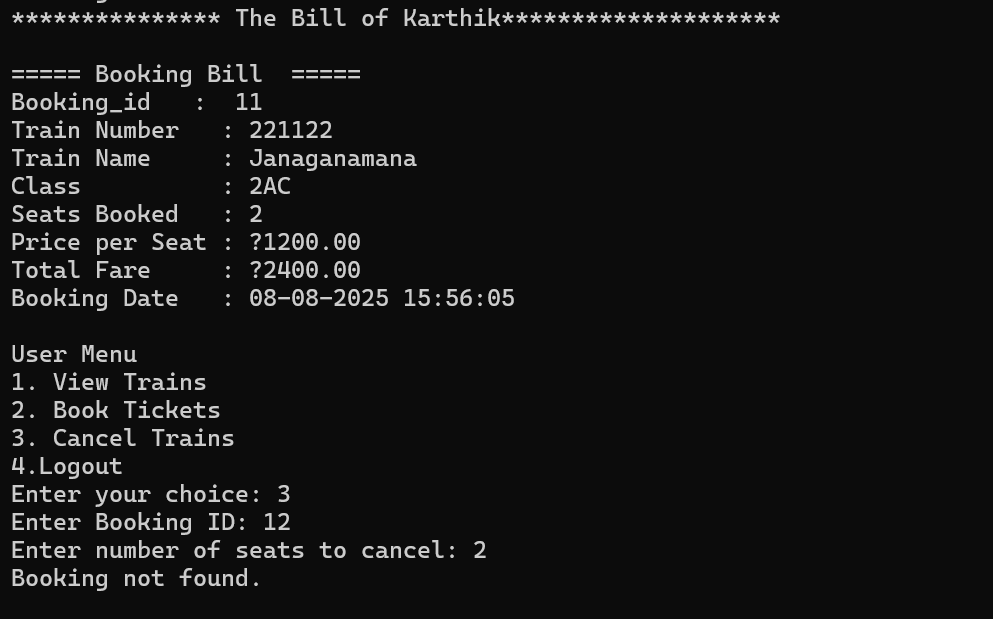 *************** The Bill of Karthik********************
===== Booking Bill  =====
Booking_id   :  11
Train Number   : 221122
Train Name     : Janaganamana
Class          : 2AC
Seats Booked   : 2
Price per Seat : ?1200.00
Total Fare     : ?2400.00
Booking Date   : 08-08-2025 15:56:05
User Menu
1. View Trains
2. Book Tickets
3. Cancel Trains
4.Logout
Enter your choice: 3
Enter Booking ID: 12
Enter number of seats to cancel: 2
Booking not found.